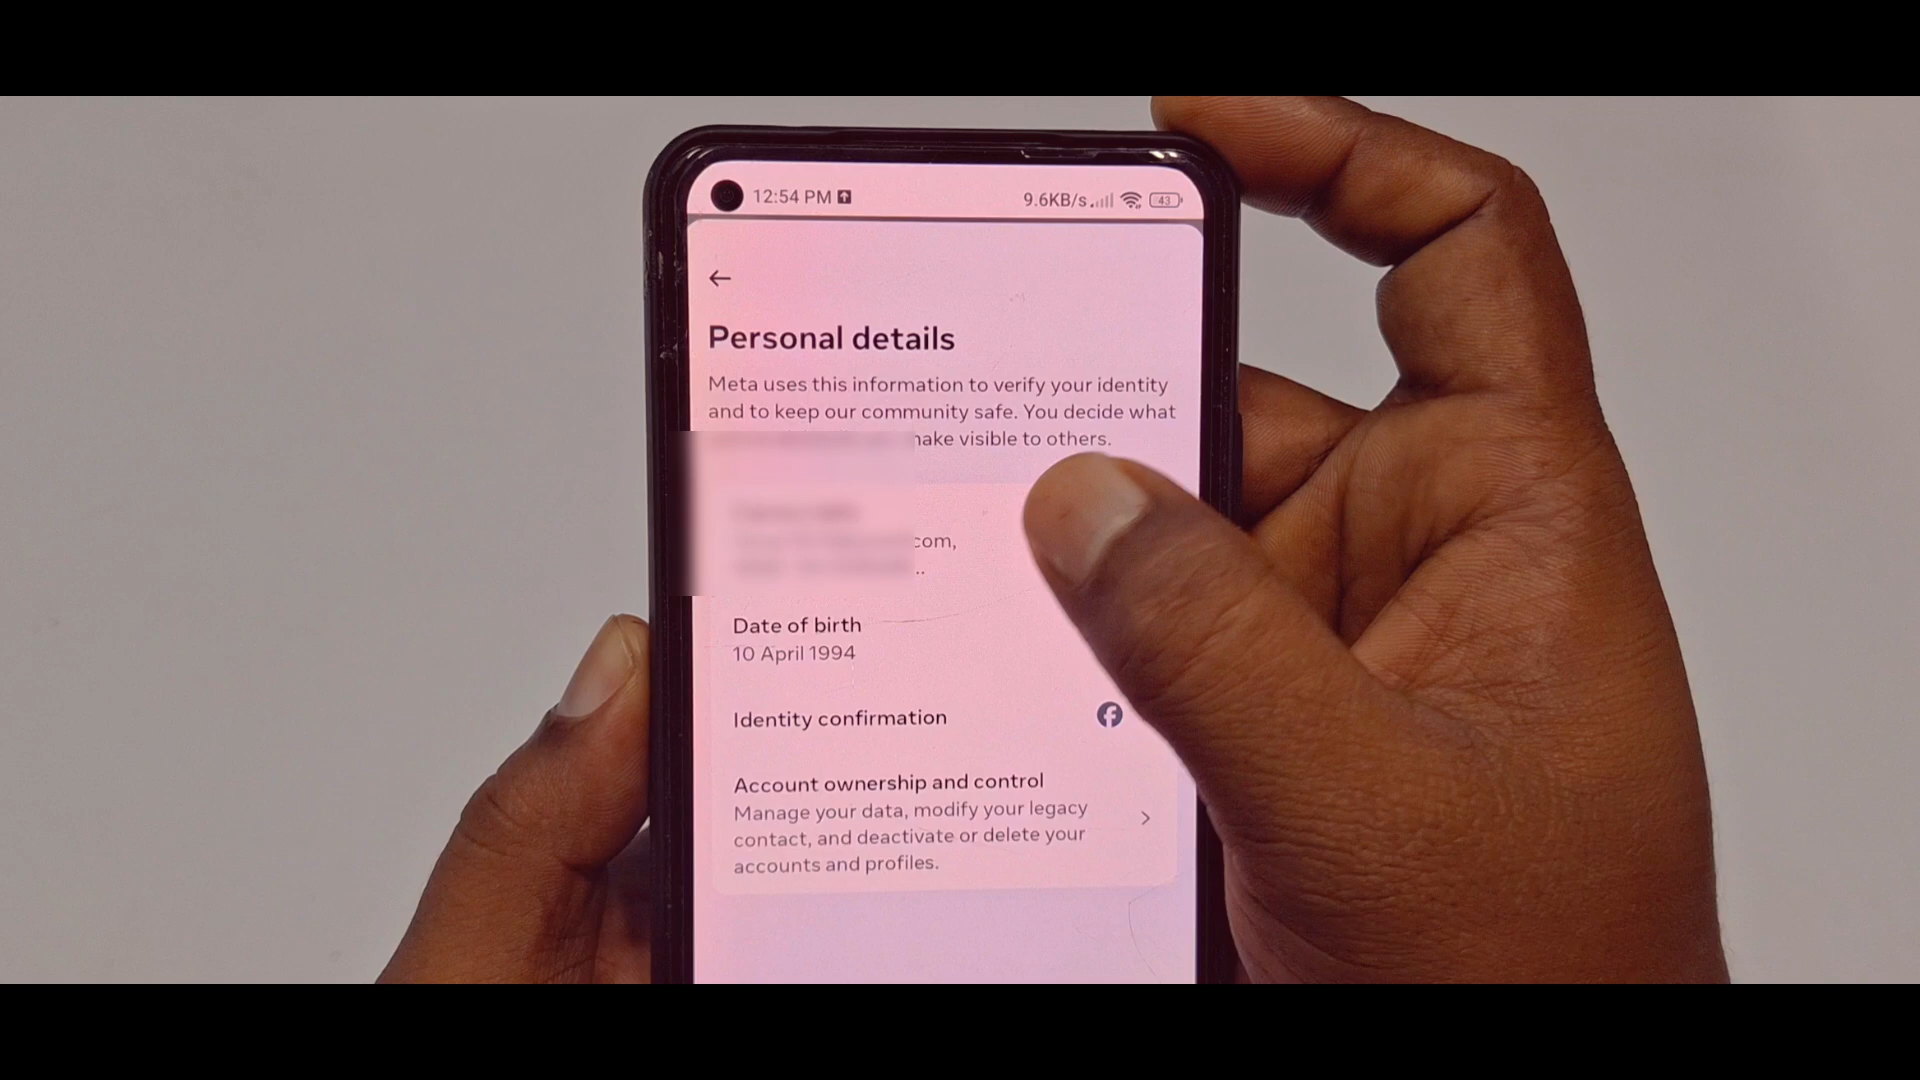 12:54 PM 9.6KB/s 43
Personal details
Meta uses this information to verify your identity
and to keep our community safe. You decide what
make visible to others.
com,
..
Date of birth
10 April 1994
Identity confirmation
Account ownership and control
Manage your data, modify your legacy
contact, and deactivate or delete your
accounts and profiles.